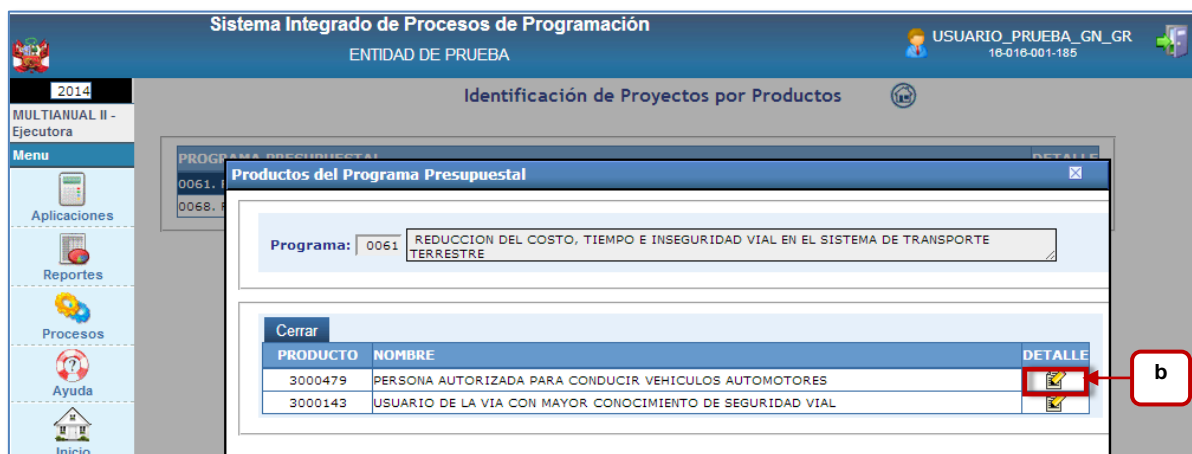 Sistema Integrado de Procesos de Programación
ENTIDAD DE PRUEBA
USUARIO_PRUEBA_GN_GR
16-016-001-185
2014
MULTIANUAL II -
Ejecutora
Menu
Aplicaciones
Reportes
Procesos
Ayuda
Inicio
Identificación de Proyectos por Productos
PROGRAMA PRESUPUESTAL DETALLE
0061.
0068.
Productos del Programa Presupuestal
Programa: 0061 REDUCCION DEL COSTO, TIEMPO E INSEGURIDAD VIAL EN EL SISTEMA DE TRANSPORTE
TERRESTRE
Cerrar
PRODUCTO NOMBRE DETALLE
3000479 PERSONA AUTORIZADA PARA CONDUCIR VEHICULOS AUTOMOTORES
3000143 USUARIO DE LA VIA CON MAYOR CONOCIMIENTO DE SEGURIDAD VIAL
b